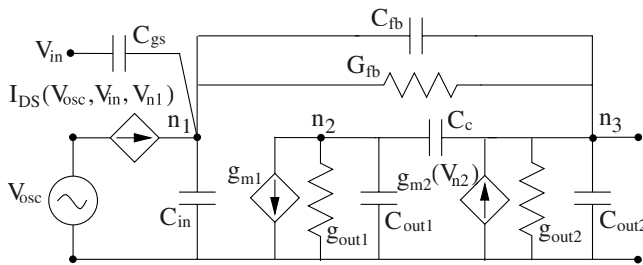 C_fb
V_in
C_gs
G_fb
I_DS(V_osc,V_in,V_n1)
n_1
n_2
C_c
n_3
g_m1
g_m2(V_n2)
V_osc
C_in
g_out1
C_out1
g_out2
C_out2